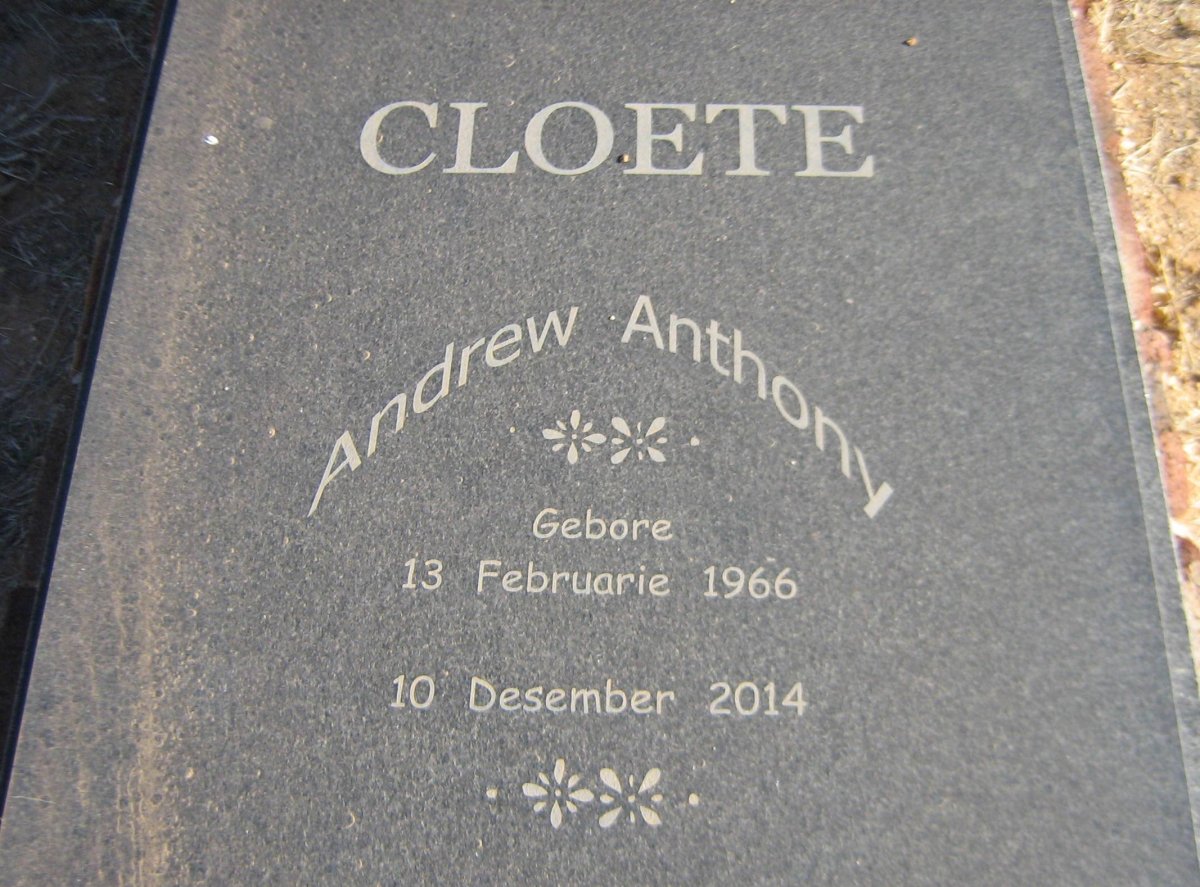 CLOETE
Andrew Anthony
Gebore
13 Februarie 1966
10 Desember 2014